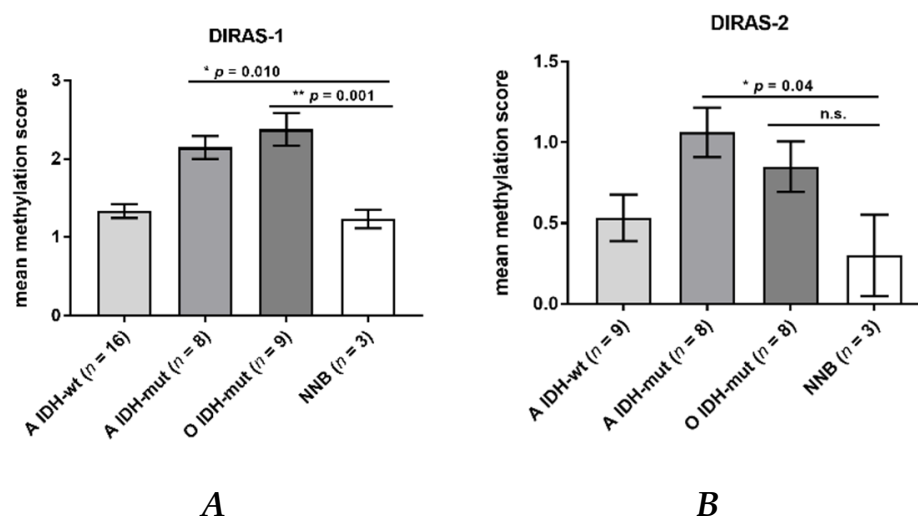 DIRAS-1
* p = 0.010
** p = 0.001
mean methylation score
3
2
1
0
A IDH-wt (n = 16)
A IDH-mut (n = 8)
O IDH-mut (n = 9)
NNB (n = 3)
A
DIRAS-2
* p = 0.04
n.s.
mean methylation score
1.5
1.0
0.5
0.0
A IDH-wt (n = 9)
A IDH-mut (n = 8)
O IDH-mut (n = 8)
NNB (n = 3)
B